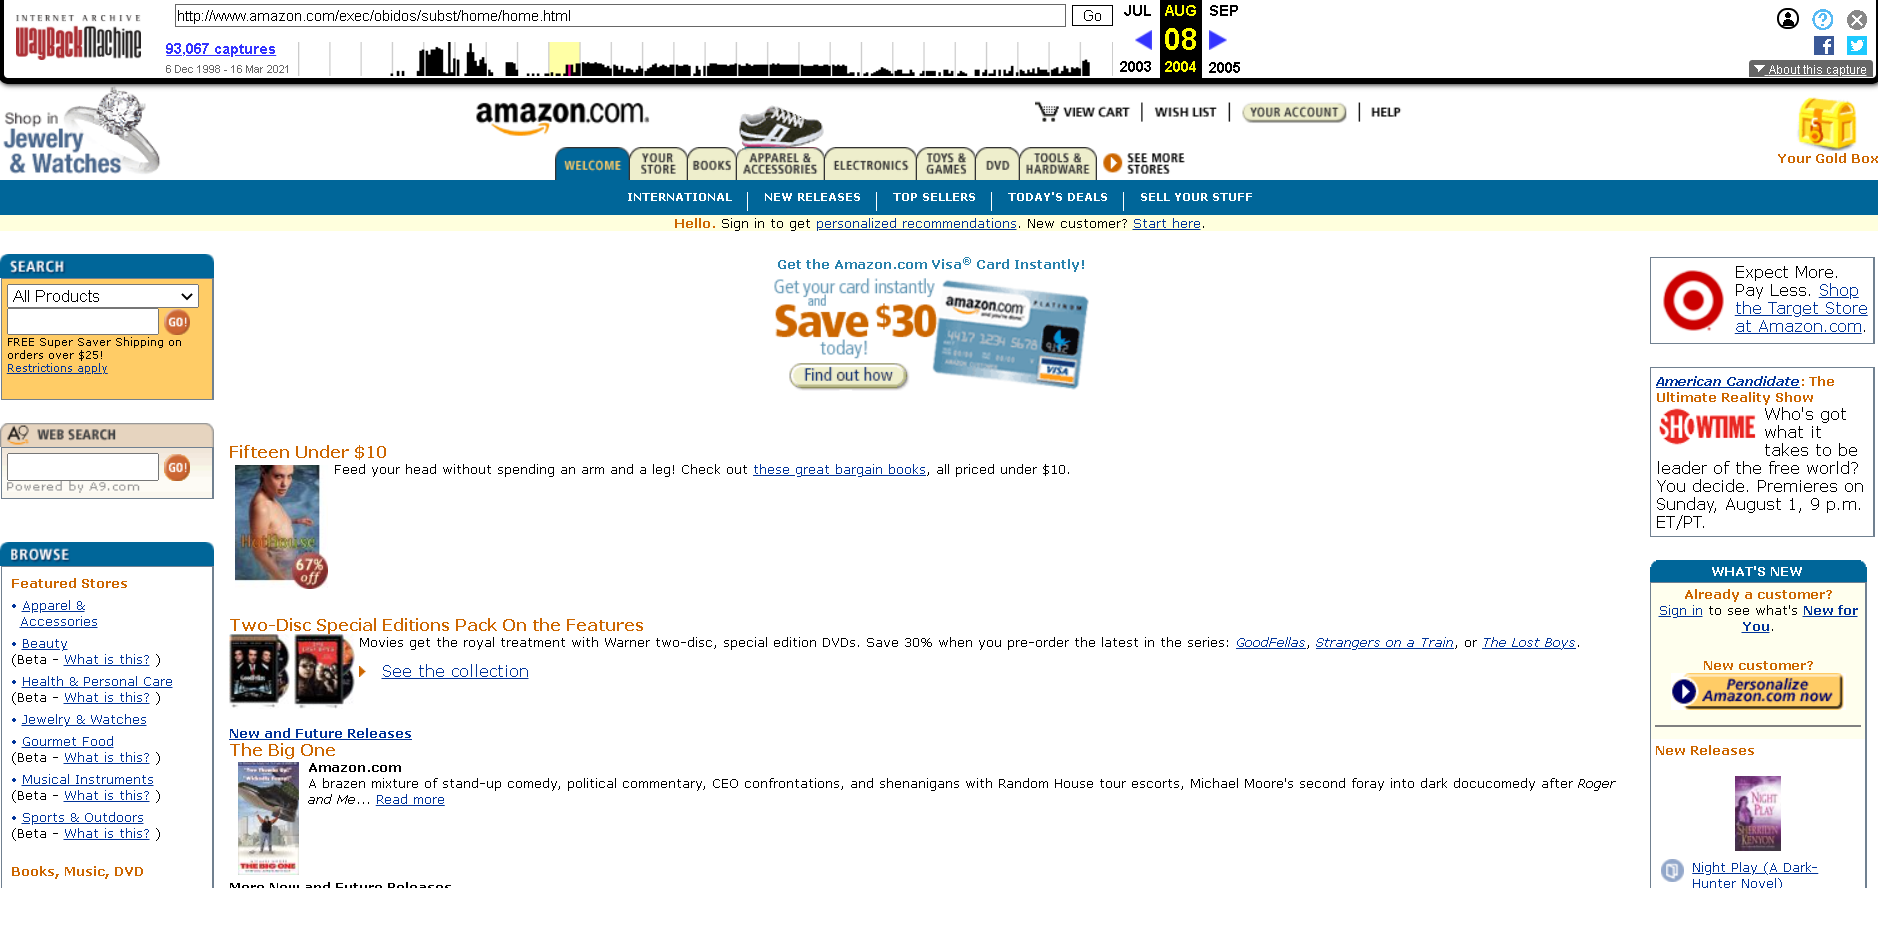 INTERNET ARCHIVE
WayBackMachine
http://www.amazon.com/exec/obidos/subst/home/home.html
Go
93,067 captures
6 Dec 1998 - 16 Mar 2021
JUL AUG SEP
08
2003 2004 2005
About this capture
Shop in
Jewelry
& Watches
amazon.com.
VIEW CART
WISH LIST
YOUR ACCOUNT
HELP
Your Gold Box
WELCOME
YOUR STORE
BOOKS
APPAREL & ACCESSORIES
ELECTRONICS
TOYS & GAMES
DVD
TOOLS & HARDWARE
SEE MORE STORES
INTERNATIONAL
NEW RELEASES
TOP SELLERS
TODAY'S DEALS
SELL YOUR STUFF
Hello. Sign in to get personalized recommendations. New customer? Start here.
SEARCH
All Products
GO!
FREE Super Saver Shipping on
orders over $25!
Restrictions apply
A9 WEB SEARCH
GO!
Powered by A9.com
BROWSE
Featured Stores
• Apparel &
Accessories
• Beauty
(Beta - What is this? )
• Health & Personal Care
(Beta - What is this? )
• Jewelry & Watches
• Gourmet Food
(Beta - What is this? )
• Musical Instruments
(Beta - What is this? )
• Sports & Outdoors
(Beta - What is this? )
Books, Music, DVD
Get the Amazon.com Visa® Card Instantly!
Get your card instantly
and
Save $30
today!
Find out how
amazon.com
PLATINUM
4417 1234 5678 9112
VISA
Fifteen Under $10
Feed your head without spending an arm and a leg! Check out these great bargain books, all priced under $10.
HotHouse
67%
off
Two-Disc Special Editions Pack On the Features
Movies get the royal treatment with Warner two-disc, special edition DVDs. Save 30% when you pre-order the latest in the series: GoodFellas, Strangers on a Train, or The Lost Boys.
See the collection
New and Future Releases
The Big One
Amazon.com
A brazen mixture of stand-up comedy, political commentary, CEO confrontations, and shenanigans with Random House tour escorts, Michael Moore's second foray into dark docucomedy after Roger
and Me... Read more
THE BIG ONE
More New and Future Releases
Expect More.
Pay Less. Shop
the Target Store
at Amazon.com.
American Candidate: The
Ultimate Reality Show
SHOWTIME
Who's got
what it
takes to be
leader of the free world?
You decide. Premieres on
Sunday, August 1, 9 p.m.
ET/PT.
WHAT'S NEW
Already a customer?
Sign in to see what's New for
You.
New customer?
Personalize
Amazon.com now
New Releases
NIGHT
PLAY
SHERRILYN
KENYON
Night Play (A Dark-
Hunter Novel)